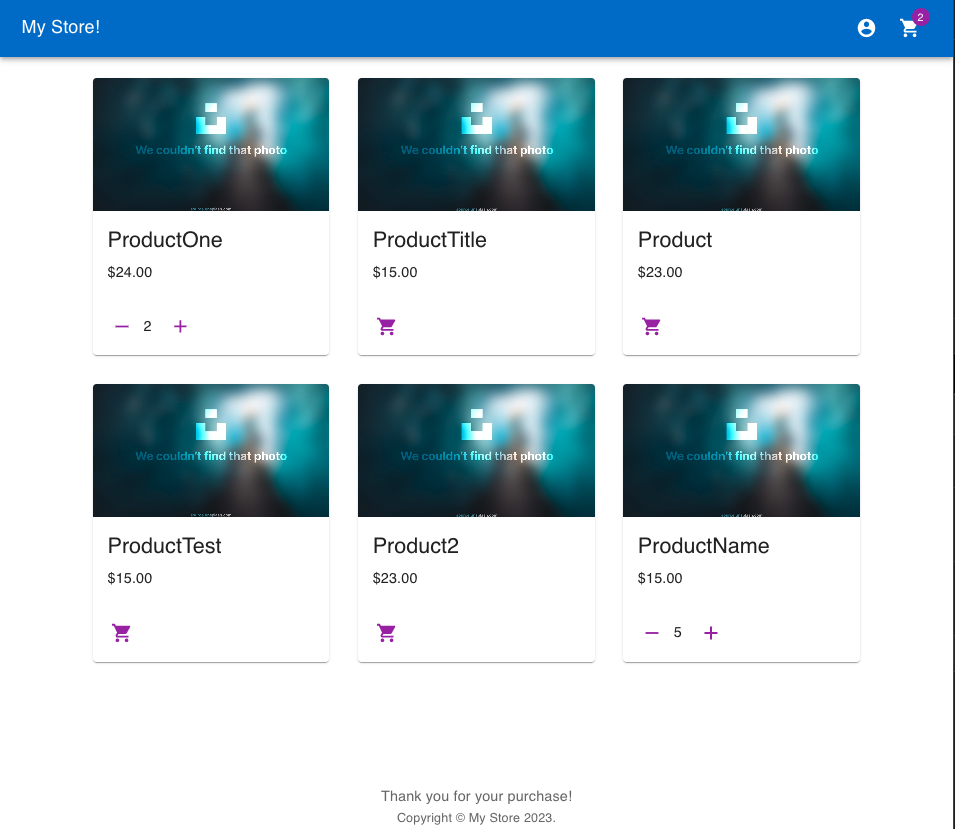 My Store!
2
We couldn't find that photo
We couldn't find that photo
We couldn't find that photo
ProductOne
ProductTitle
Product
$24.00
$15.00
$23.00
2
We couldn't find that photo
We couldn't find that photo
We couldn't find that photo
ProductTest
Product2
ProductName
$15.00
$23.00
$15.00
5
Thank you for your purchase!
Copyright © My Store 2023.